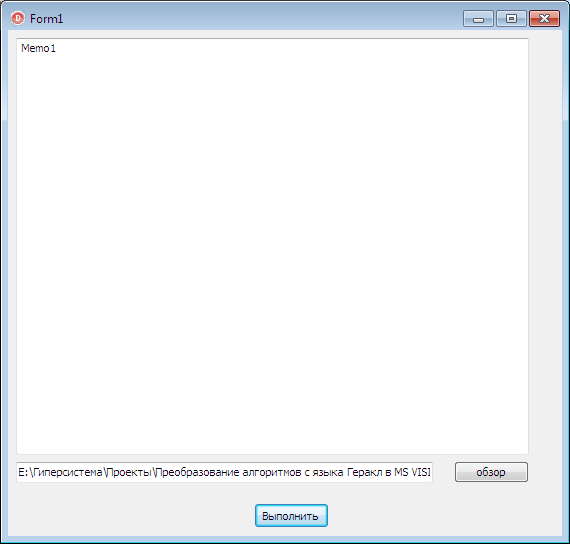 Form1
Memo1
E:\Гиперсистема\Проекты\Преобразование алгоритмов с языка Геракл в MS VISI
обзор
Выполнить